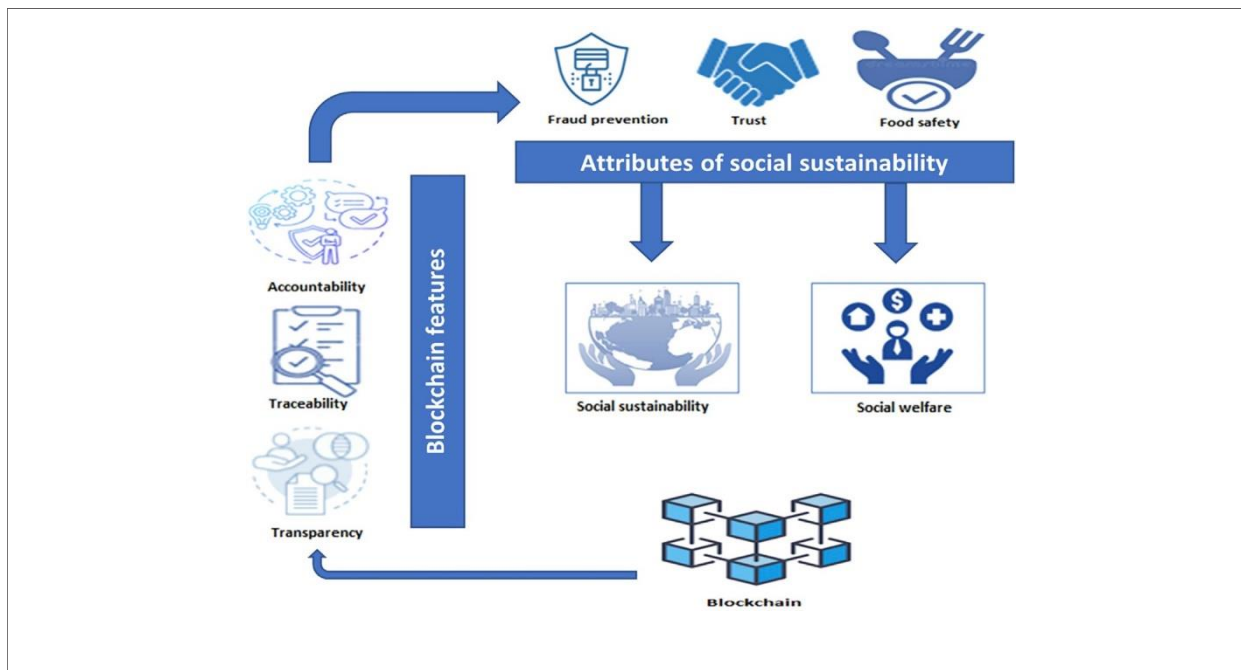 Fraud prevention
Trust
Food safety
Attributes of social sustainability
Blockchain features
Accountability
Traceability
Transparency
Social sustainability
Social welfare
Blockchain